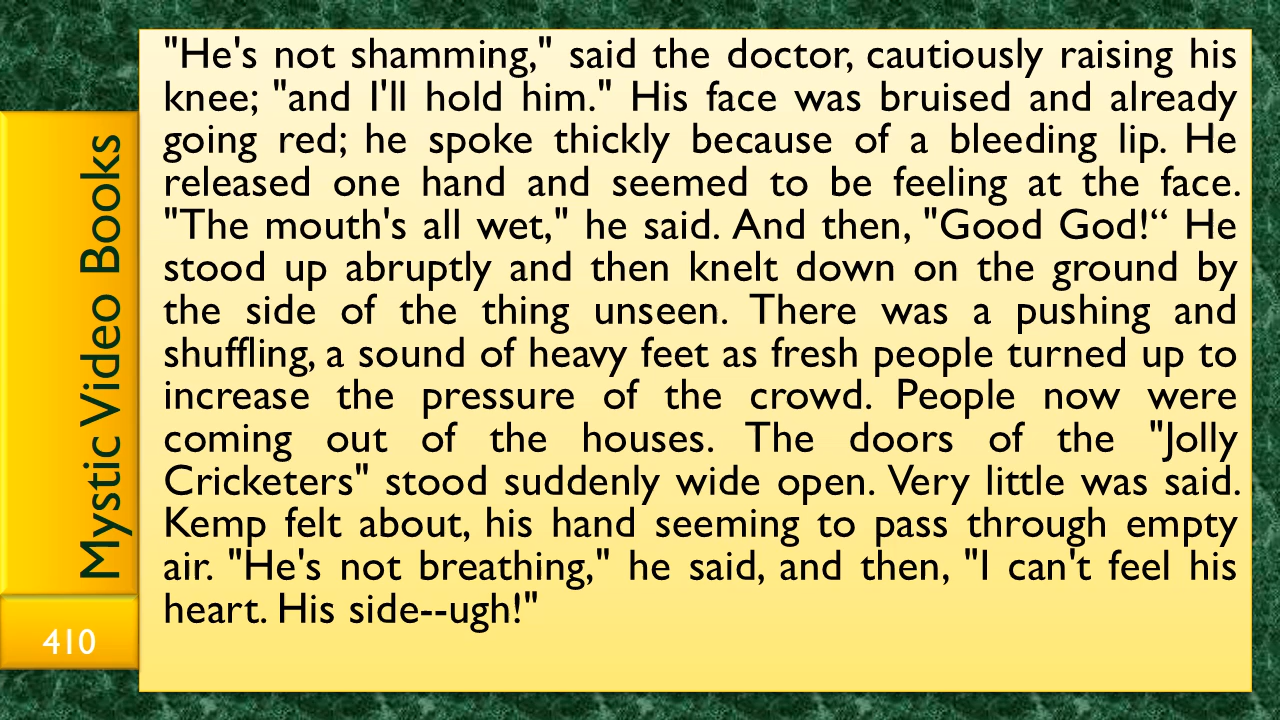 "He's not shamming," said the doctor, cautiously raising his
knee; "and I'll hold him." His face was bruised and already
going red; he spoke thickly because of a bleeding lip. He
released one hand and seemed to be feeling at the face.
"The mouth's all wet," he said. And then, "Good God!“ He
stood up abruptly and then knelt down on the ground by
the side of the thing unseen. There was a pushing and
shuffling, a sound of heavy feet as fresh people turned up to
increase the pressure of the crowd. People now were
coming out of the houses. The doors of the "Jolly
Cricketers" stood suddenly wide open. Very little was said.
Kemp felt about, his hand seeming to pass through empty
air. "He's not breathing," he said, and then, "I can't feel his
heart. His side--ugh!"
Mystic Video Books
410